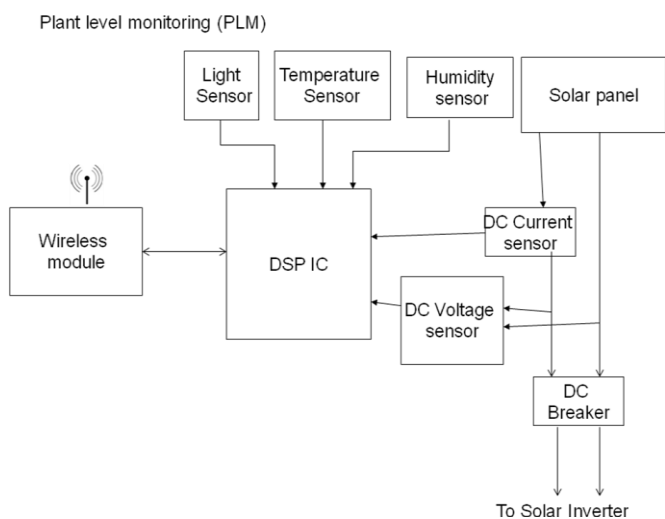 Plant level monitoring (PLM)
Light
Sensor
Temperature
Sensor
Humidity
sensor
Solar panel
Wireless
module
DSP IC
DC Current
sensor
DC Voltage
sensor
DC
Breaker
To Solar Inverter